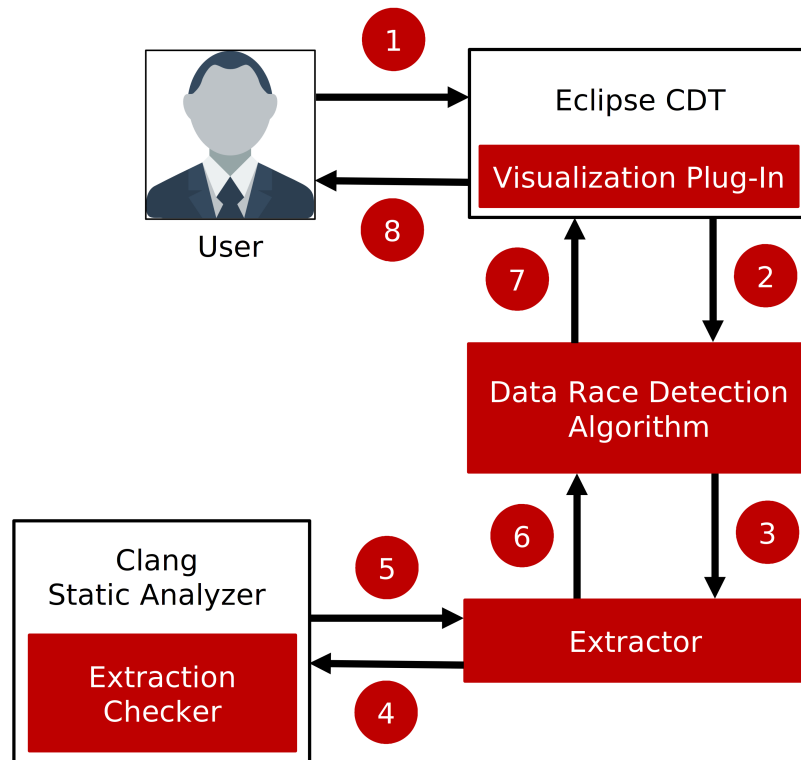 1
Eclipse CDT
Visualization Plug-In
User
8
7
2
Data Race Detection
Algorithm
6
3
Clang
Static Analyzer
5
Extractor
Extraction
Checker
4